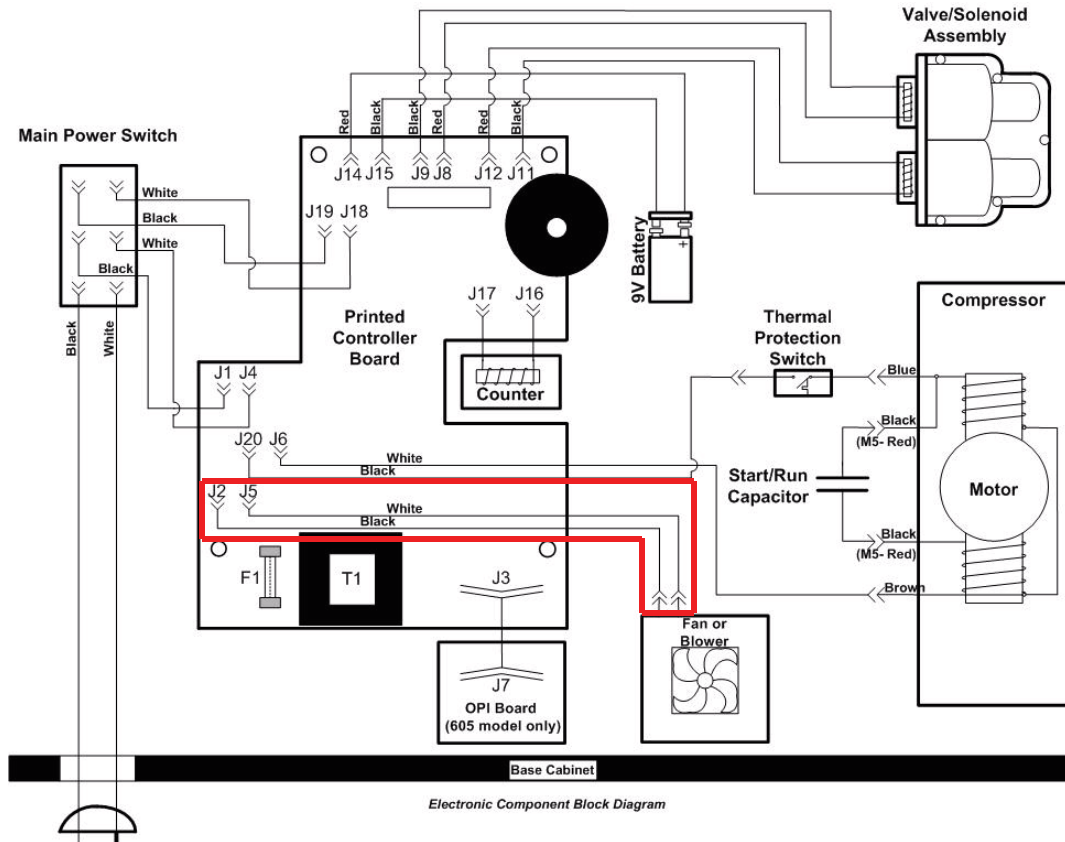 Valve/Solenoid
Assembly
Main Power Switch
Red
Black
Black
Red
Red
Black
J14
J15
J9
J8
J12
J11
White
Black
White
Black
J19
J18
9V Battery
+
Black
White
Printed
Controller
Board
J17
J16
Counter
Thermal
Protection
Switch
Compressor
Blue
Black
(M5- Red)
Start/Run
Capacitor
Motor
Black
(M5- Red)
Brown
J1
J4
J20
J6
White
Black
J2
J5
White
Black
F1
T1
J3
J7
OPI Board
(605 model only)
Fan or
Blower
Base Cabinet
Electronic Component Block Diagram